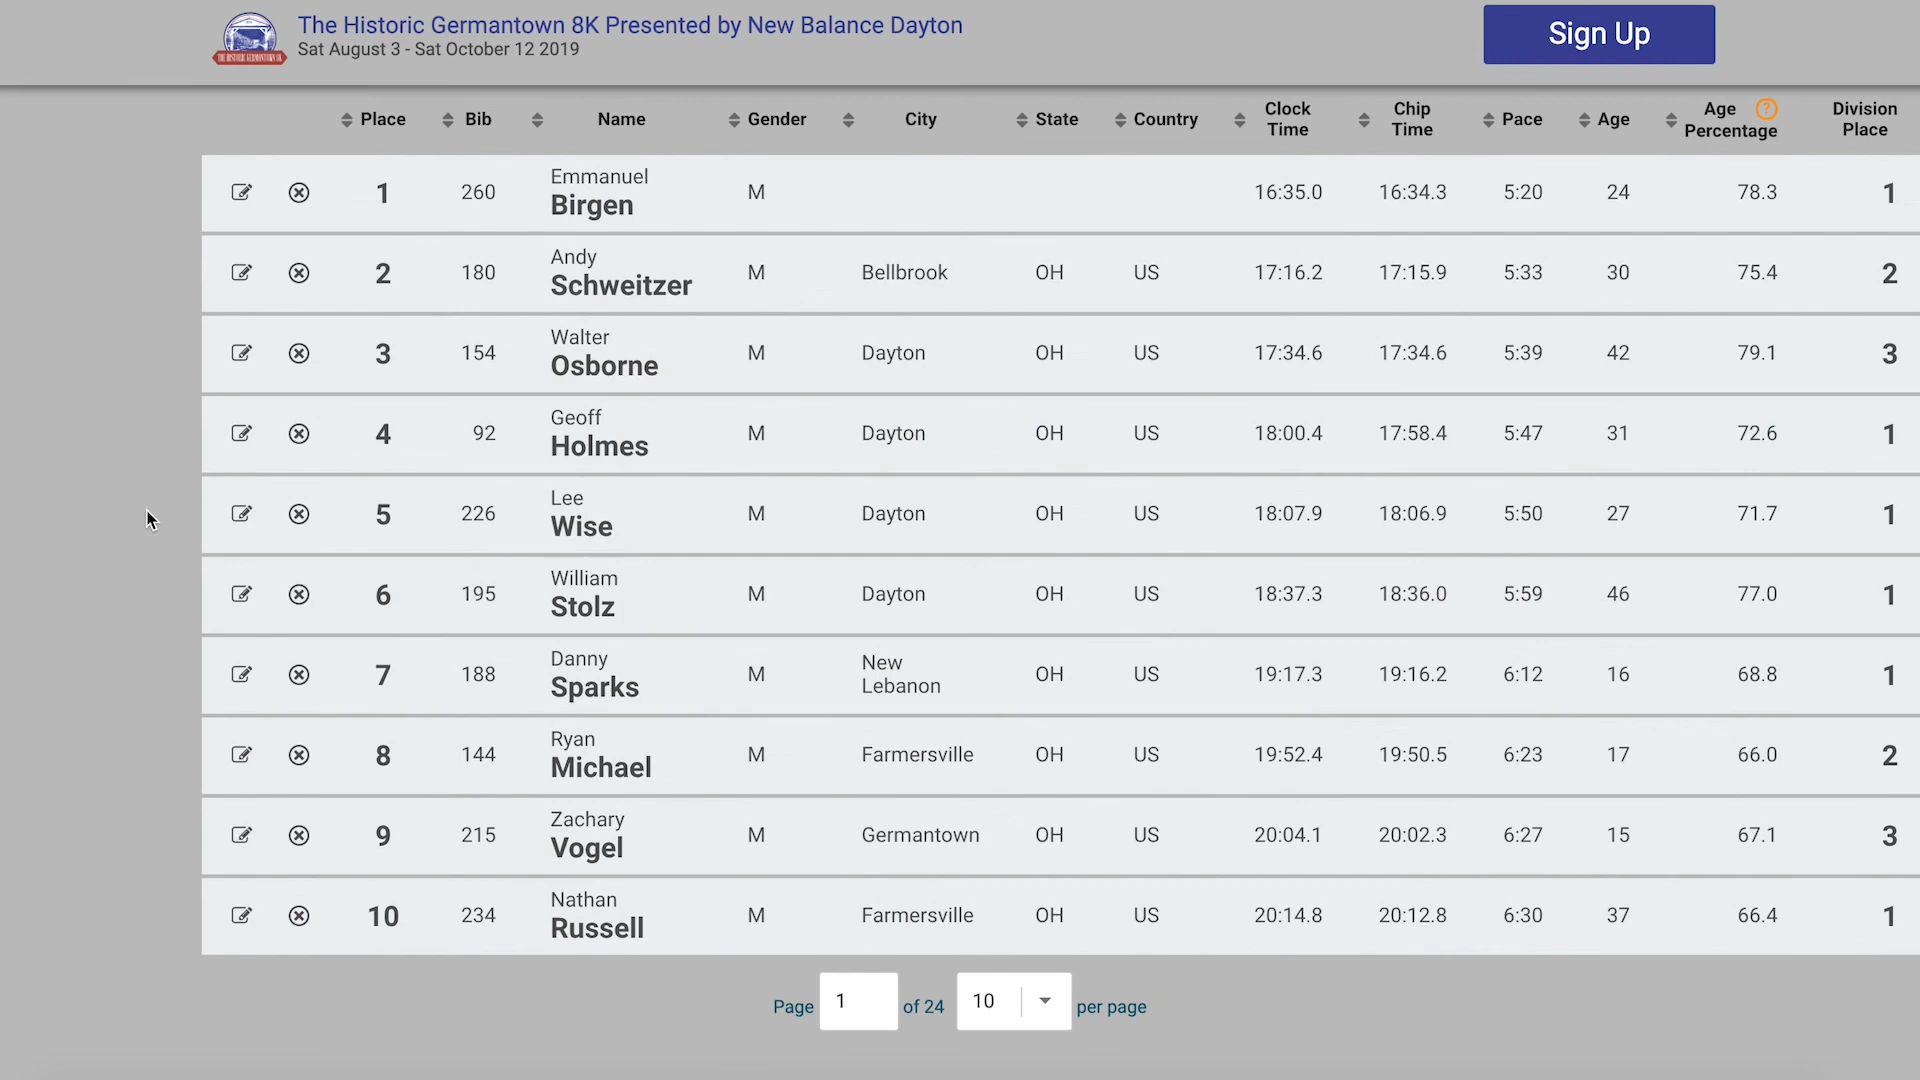 The Historic Germantown 8K Presented by New Balance Dayton
Sat August 3 - Sat October 12 2019
Sign Up
THE HISTORIC GERMANTOWN 8K
Place Bib Name Gender City State Country Clock Time Chip Time Pace Age Age Percentage ? Division Place
1 260 Emmanuel Birgen M 16:35.0 16:34.3 5:20 24 78.3 1
2 180 Andy Schweitzer M Bellbrook OH US 17:16.2 17:15.9 5:33 30 75.4 2
3 154 Walter Osborne M Dayton OH US 17:34.6 17:34.6 5:39 42 79.1 3
4 92 Geoff Holmes M Dayton OH US 18:00.4 17:58.4 5:47 31 72.6 1
5 226 Lee Wise M Dayton OH US 18:07.9 18:06.9 5:50 27 71.7 1
6 195 William Stolz M Dayton OH US 18:37.3 18:36.0 5:59 46 77.0 1
7 188 Danny Sparks M New Lebanon OH US 19:17.3 19:16.2 6:12 16 68.8 1
8 144 Ryan Michael M Farmersville OH US 19:52.4 19:50.5 6:23 17 66.0 2
9 215 Zachary Vogel M Germantown OH US 20:04.1 20:02.3 6:27 15 67.1 3
10 234 Nathan Russell M Farmersville OH US 20:14.8 20:12.8 6:30 37 66.4 1
Page 1 of 24 10 per page